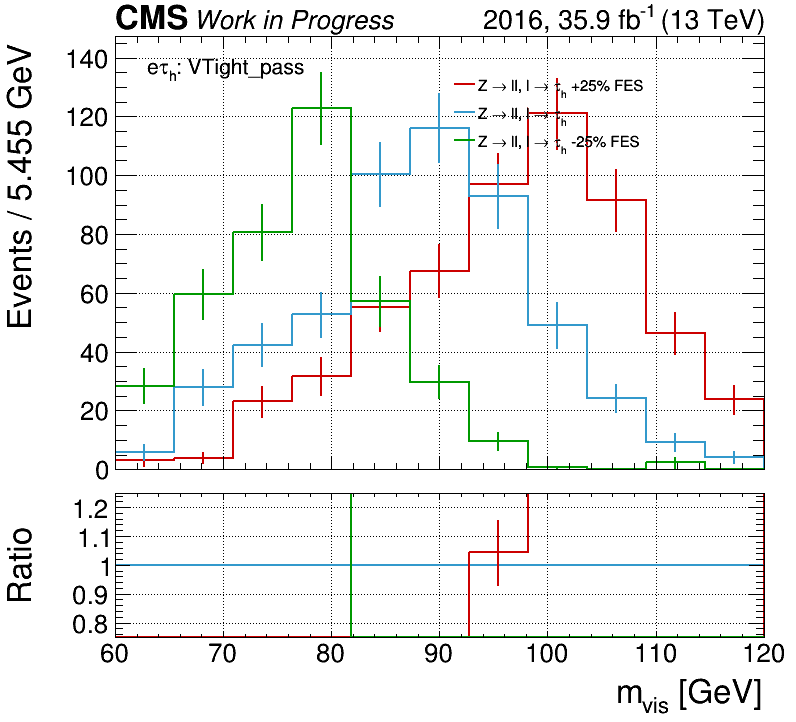 CMS Work in Progress 2016, 35.9 fb⁻¹ (13 TeV)
eτₕ: VTight_pass
Z → ll, l → τₕ +25% FES
Z → ll, l → τₕ
Z → ll, l → τₕ -25% FES
Events / 5.455 GeV
140
120
100
80
60
40
20
0
Ratio
1.2
1.1
1
0.9
0.8
60 70 80 90 100 110 120
m_vis [GeV]